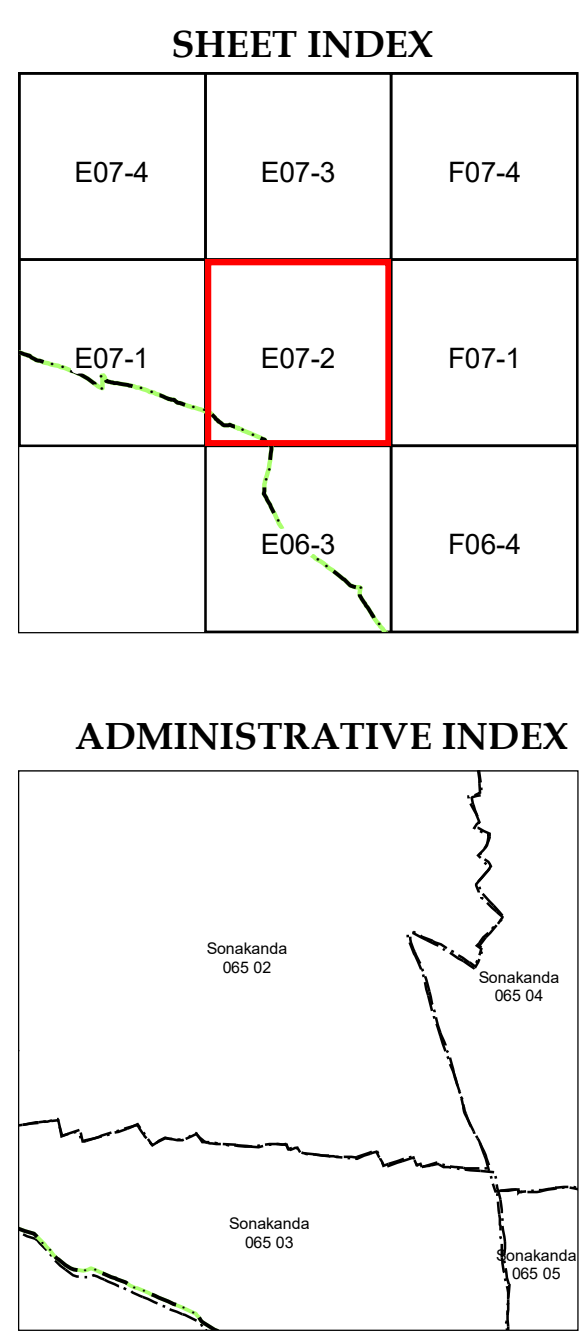 SHEET INDEX
E07-4 E07-3 F07-4
E07-1 E07-2 F07-1
E06-3 F06-4
ADMINISTRATIVE INDEX
Sonakanda
065 02
Sonakanda
065 04
Sonakanda
065 03
Sonakanda
065 05